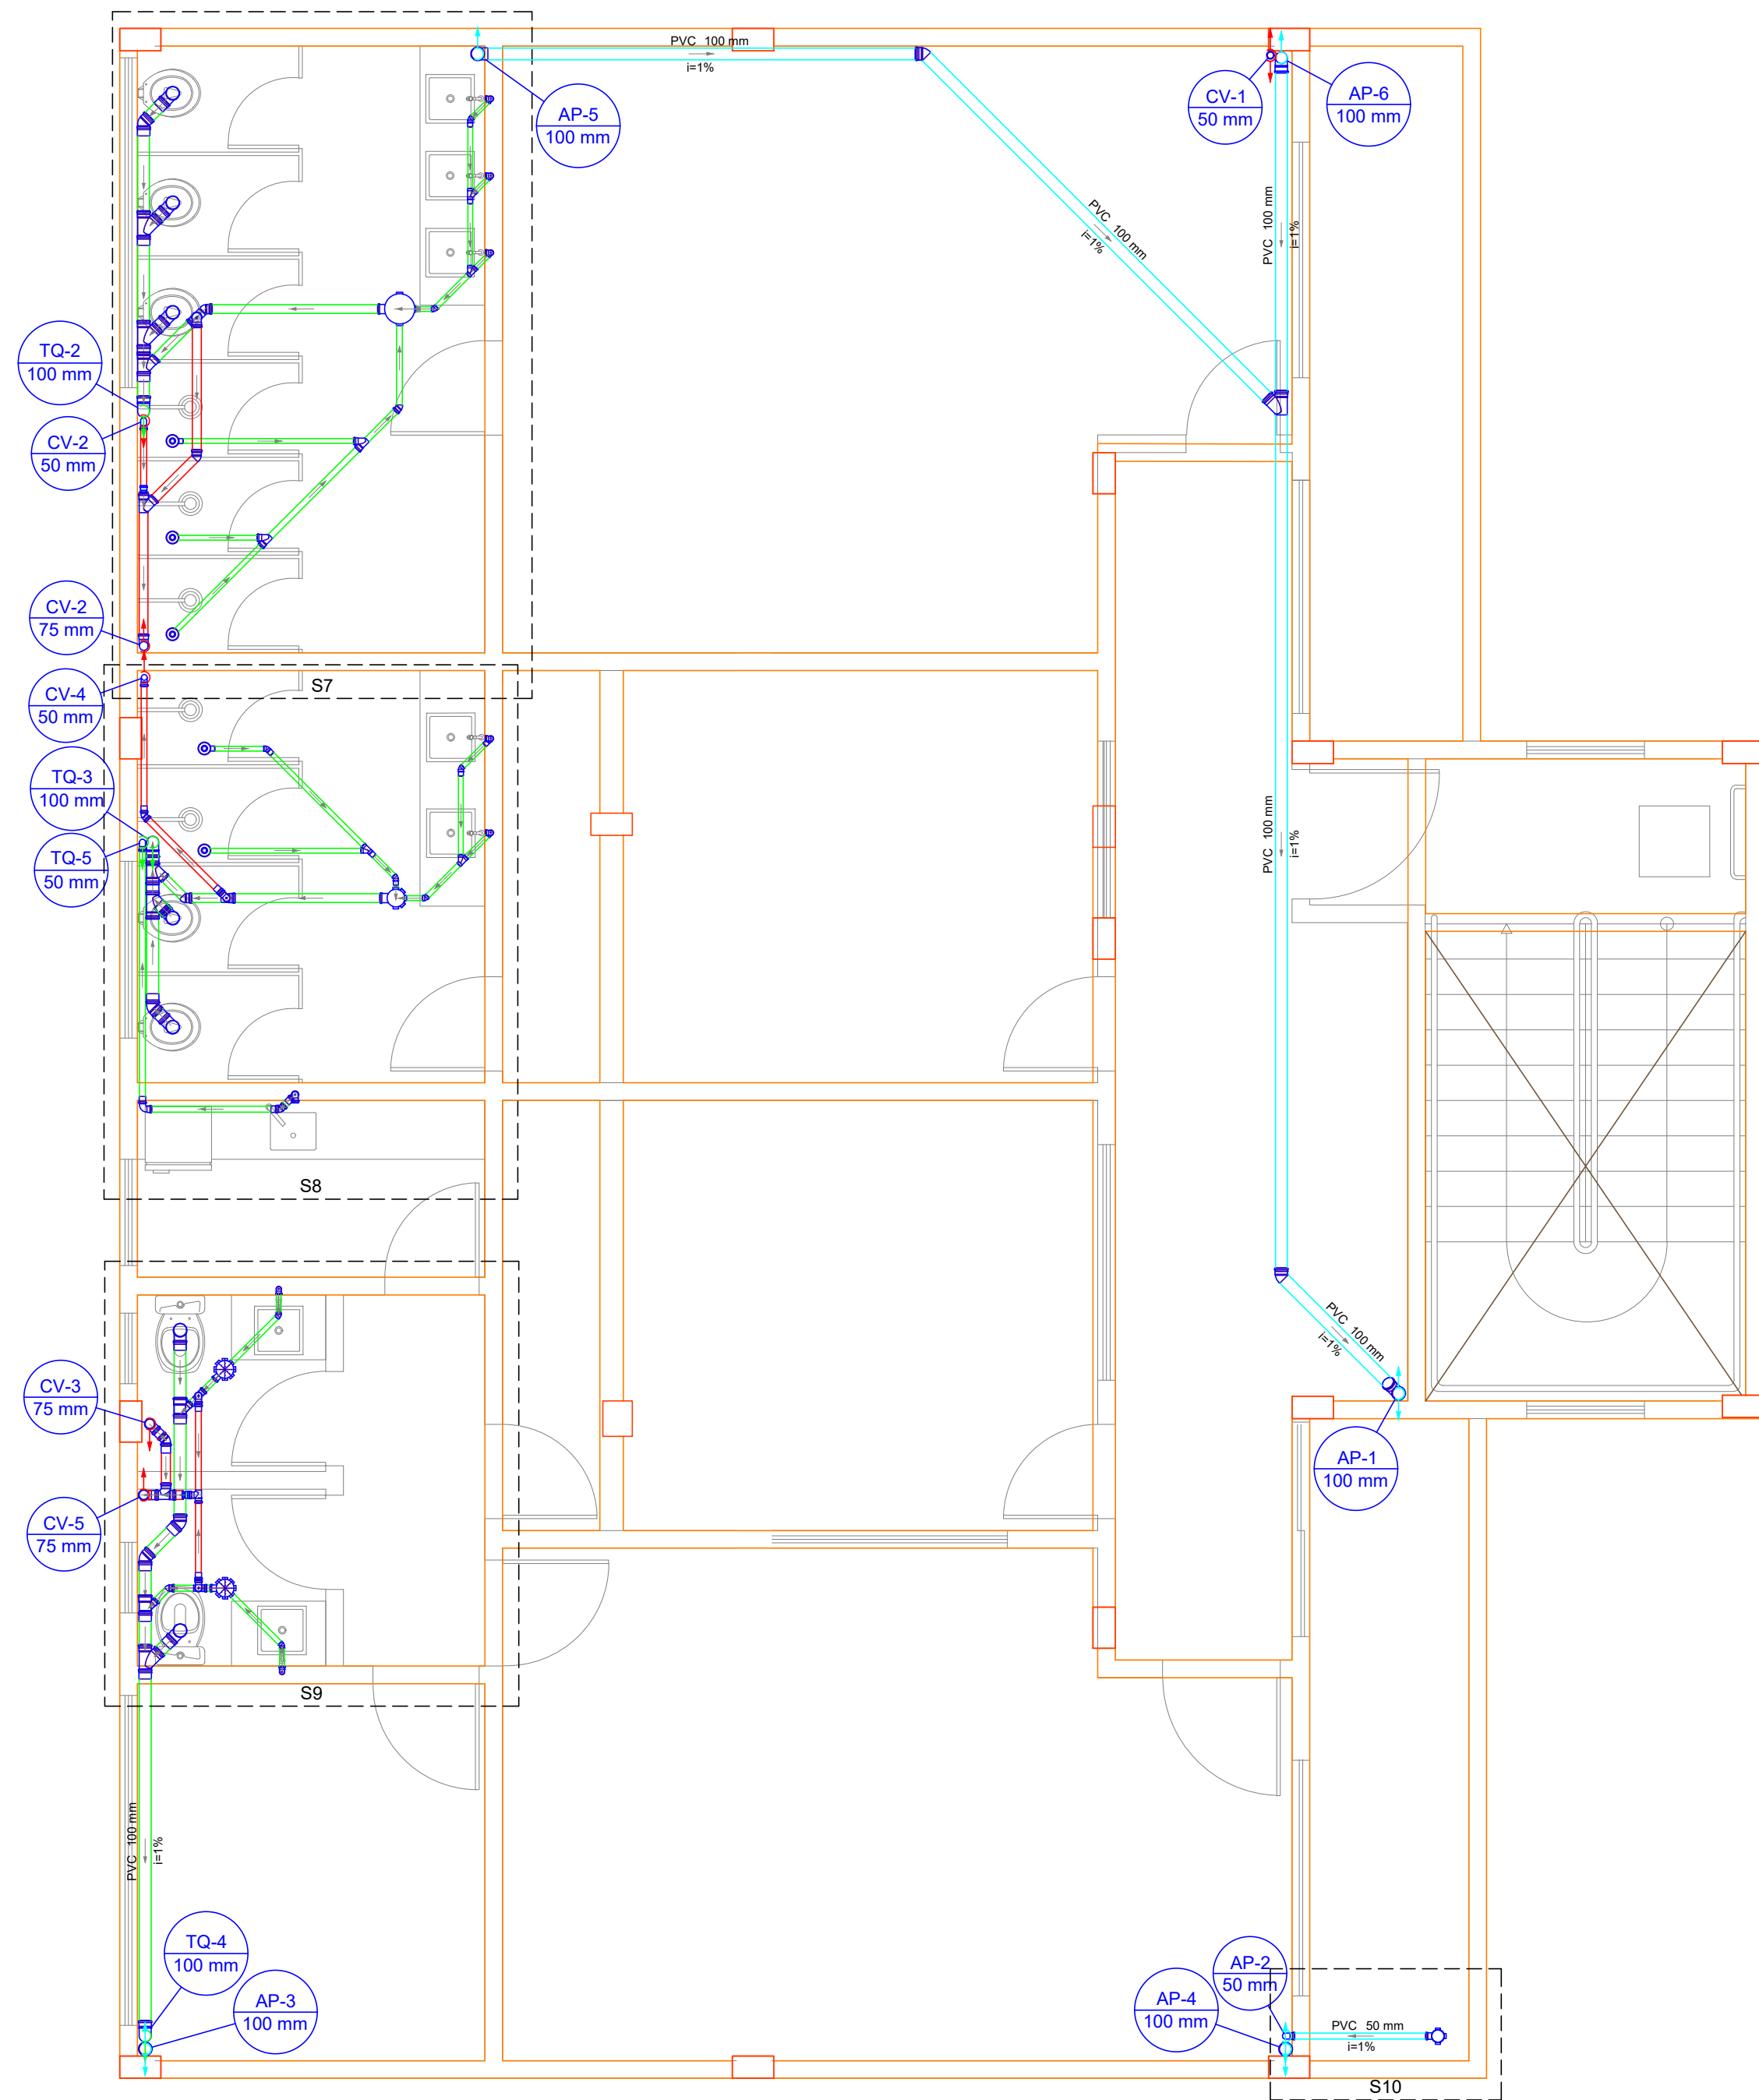 PVC 100 mm
i=1%
AP-5
100 mm
CV-1
50 mm
AP-6
100 mm
PVC 100 mm
i=1%
PVC 100 mm
i=1%
TQ-2
100 mm
CV-2
50 mm
CV-2
75 mm
S7
CV-4
50 mm
TQ-3
100 mm
TQ-5
50 mm
PVC 100 mm
i=1%
S8
PVC 100 mm
i=1%
CV-3
75 mm
AP-1
100 mm
CV-5
75 mm
S9
PVC 100 mm
i=1%
TQ-4
100 mm
AP-3
100 mm
AP-2
50 mm
AP-4
100 mm
PVC 50 mm
i=1%
S10